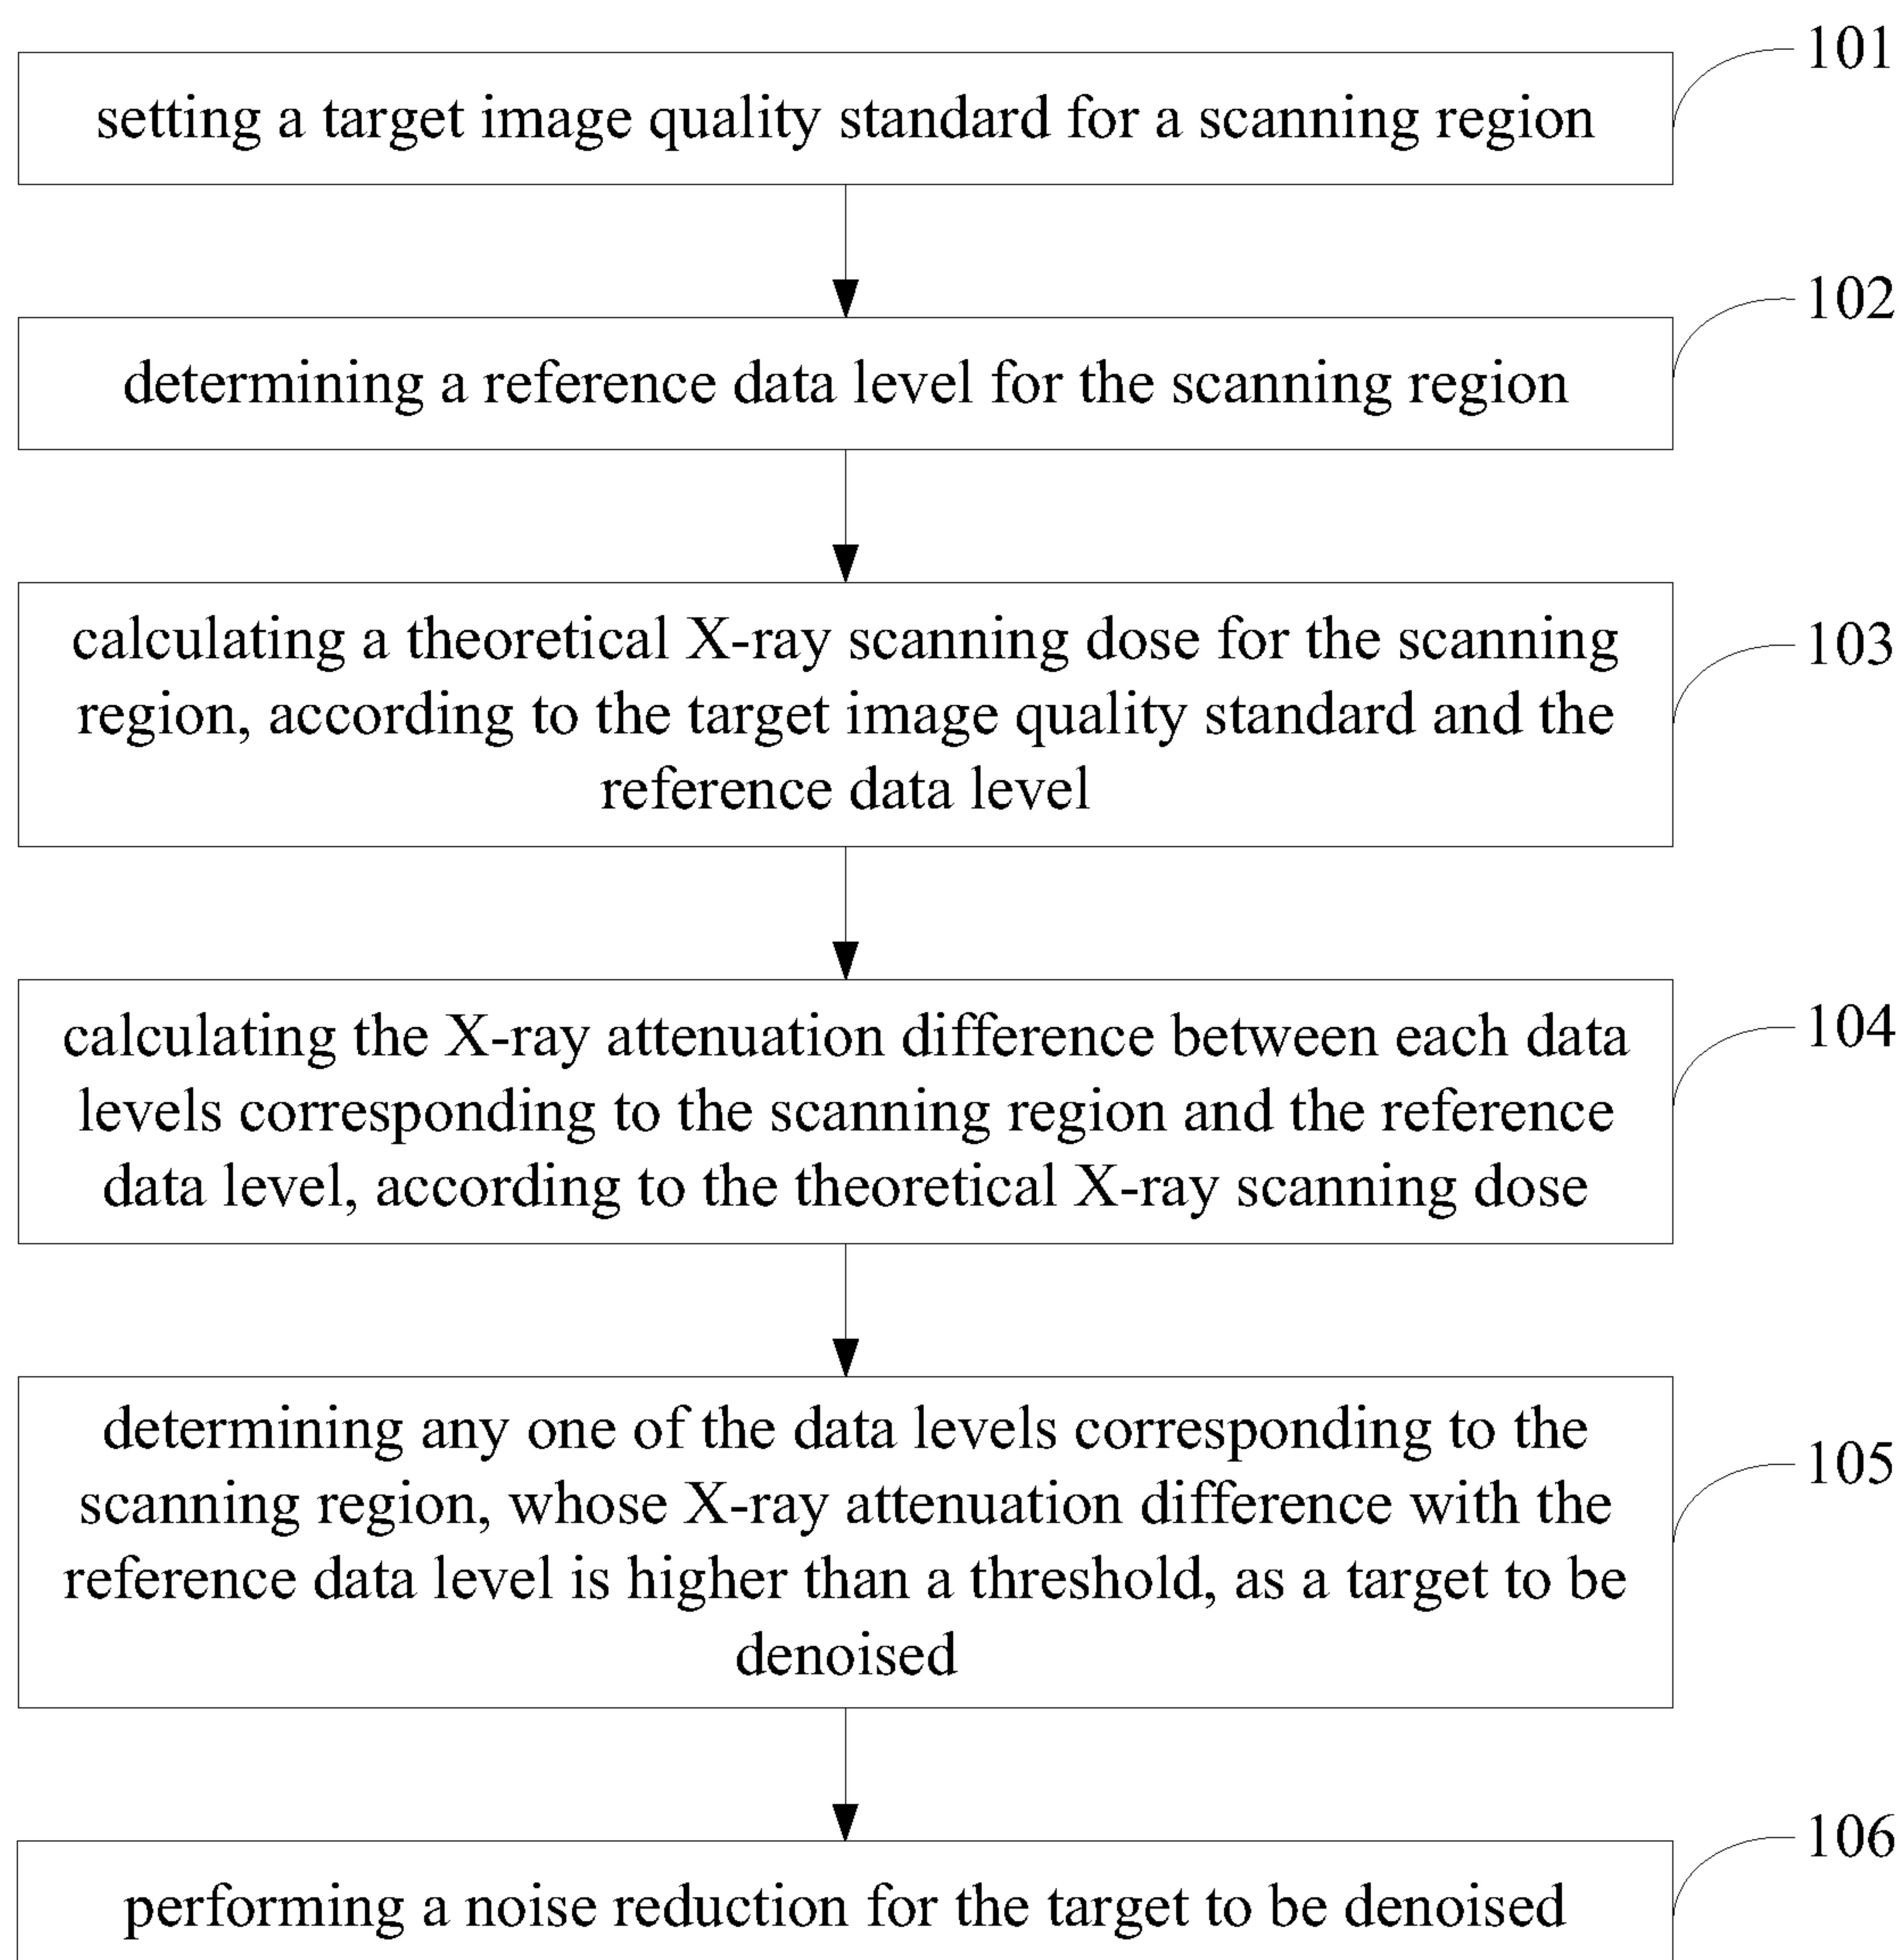 101
setting a target image quality standard for a scanning region
102
determining a reference data level for the scanning region
103
calculating a theoretical X-ray scanning dose for the scanning
region, according to the target image quality standard and the
reference data level
104
calculating the X-ray attenuation difference between each data
levels corresponding to the scanning region and the reference
data level, according to the theoretical X-ray scanning dose
105
determining any one of the data levels corresponding to the
scanning region, whose X-ray attenuation difference with the
reference data level is higher than a threshold, as a target to be
denoised
106
performing a noise reduction for the target to be denoised